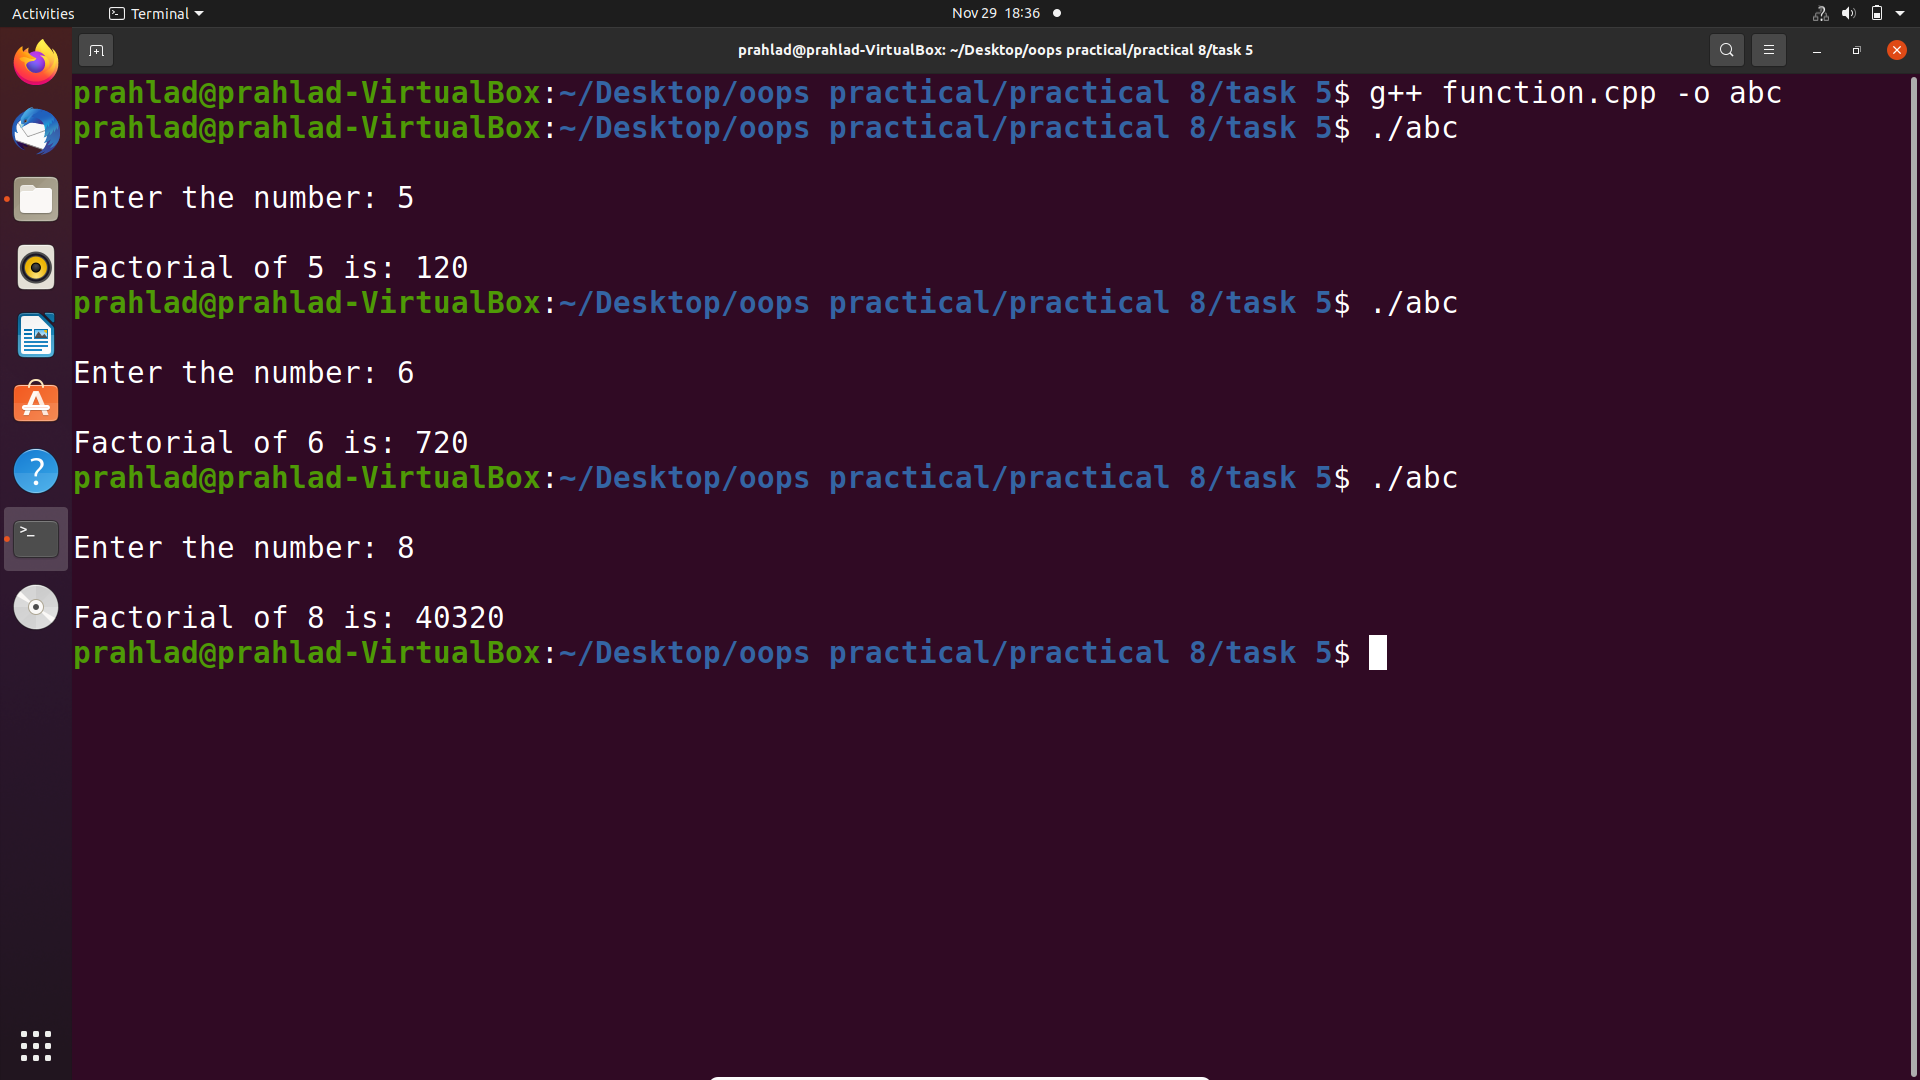 Activities Terminal Nov 29 18:36
prahlad@prahlad-VirtualBox: ~/Desktop/oops practical/practical 8/task 5
prahlad@prahlad-VirtualBox:~/Desktop/oops practical/practical 8/task 5$ g++ function.cpp -o abc
prahlad@prahlad-VirtualBox:~/Desktop/oops practical/practical 8/task 5$ ./abc
Enter the number: 5
Factorial of 5 is: 120
prahlad@prahlad-VirtualBox:~/Desktop/oops practical/practical 8/task 5$ ./abc
Enter the number: 6
Factorial of 6 is: 720
prahlad@prahlad-VirtualBox:~/Desktop/oops practical/practical 8/task 5$ ./abc
Enter the number: 8
Factorial of 8 is: 40320
prahlad@prahlad-VirtualBox:~/Desktop/oops practical/practical 8/task 5$